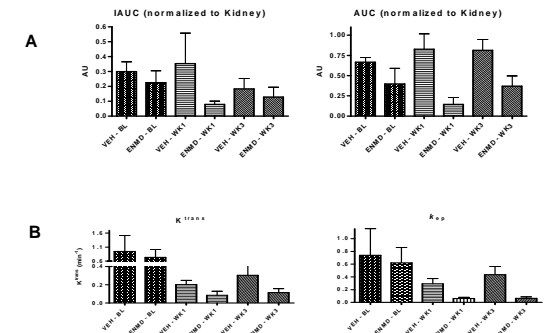 A
IAUC (normalized to Kidney)
AU
0.6
0.5
0.4
0.3
0.2
0.1
0.0
VEH - BL
ENMD - BL
VEH - WK1
ENMD - WK1
VEH - WK3
ENMD - WK3
AUC (normalized to Kidney)
AU
1.00
0.75
0.50
0.25
0.00
VEH - BL
ENMD - BL
VEH - WK1
ENMD - WK1
VEH - WK3
ENMD - WK3
B
K trans
Ktrans (min-1)
1.6
1.1
0.6
0.4
0.2
0.0
VEH - BL
ENMD - BL
VEH - WK1
ENMD - WK1
VEH - WK3
ENMD - WK3
kep
1.0
0.8
0.6
0.4
0.2
0.0
VEH - BL
ENMD - BL
VEH - WK1
ENMD - WK1
VEH - WK3
ENMD - WK3